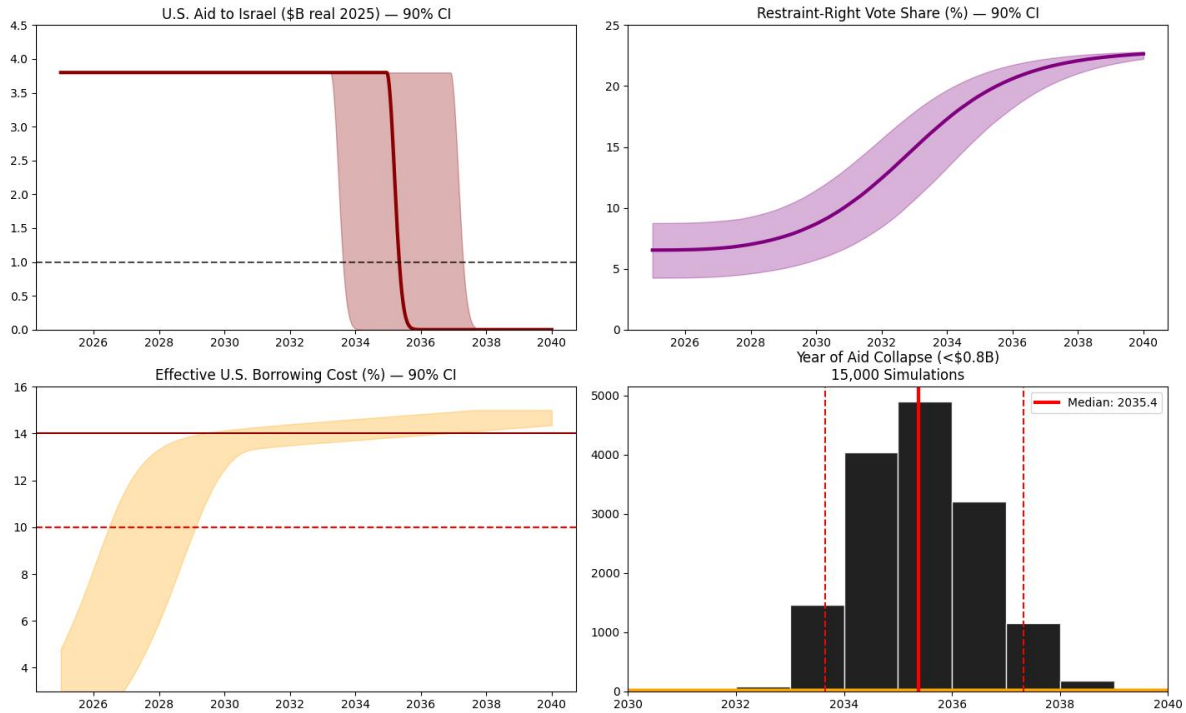 U.S. Aid to Israel ($B real 2025) — 90% CI
4.5
4.0
3.5
3.0
2.5
2.0
1.5
1.0
0.5
0.0
2026 2028 2030 2032 2034 2036 2038 2040
Restraint-Right Vote Share (%) — 90% CI
25
20
15
10
5
0
2026 2028 2030 2032 2034 2036 2038 2040
Effective U.S. Borrowing Cost (%) — 90% CI
16
14
12
10
8
6
4
2026 2028 2030 2032 2034 2036 2038 2040
Year of Aid Collapse (<$0.8B)
15,000 Simulations
Median: 2035.4
5000
4000
3000
2000
1000
0
2030 2032 2034 2036 2038 2040